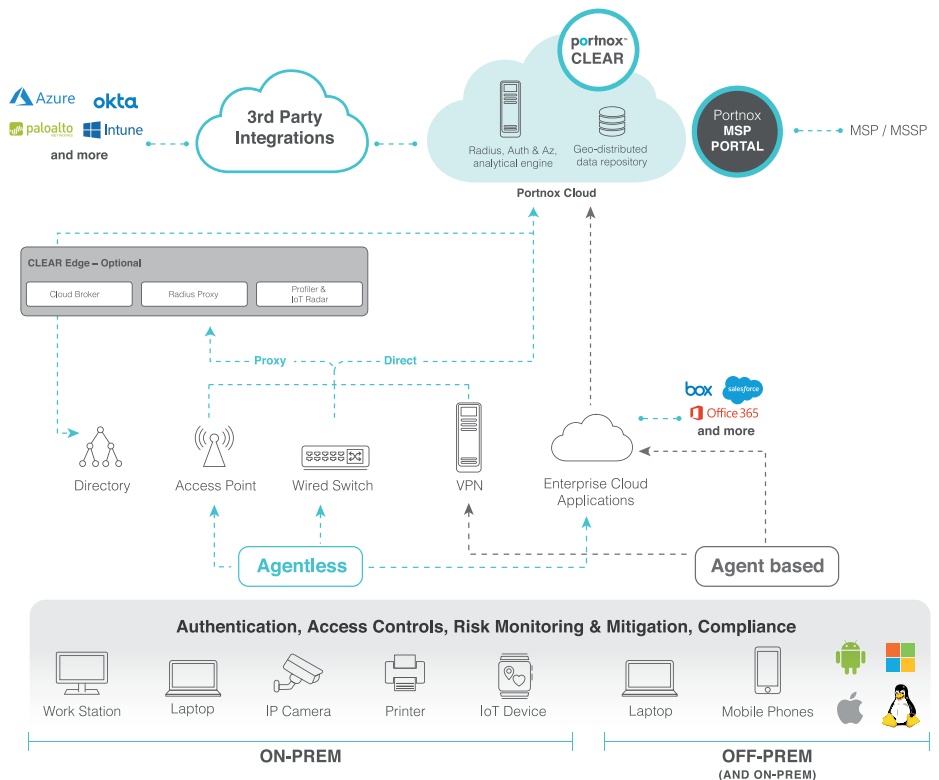 portnox™
CLEAR
Azure
okta
paloalto
NETWORKS
Intune
and more
3rd Party
Integrations
Radius, Auth & Az,
analytical engine
Geo-distributed
data repository
Portnox Cloud
Portnox
MSP
PORTAL
MSP / MSSP
CLEAR Edge – Optional
Cloud Broker
Radius Proxy
Profiler &
IoT Radar
Proxy
Direct
box
salesforce
Office 365
and more
Directory
Access Point
Wired Switch
VPN
Enterprise Cloud
Applications
Agentless
Agent based
Authentication, Access Controls, Risk Monitoring & Mitigation, Compliance
Work Station
Laptop
IP Camera
Printer
IoT Device
Laptop
Mobile Phones
ON-PREM
OFF-PREM
(AND ON-PREM)